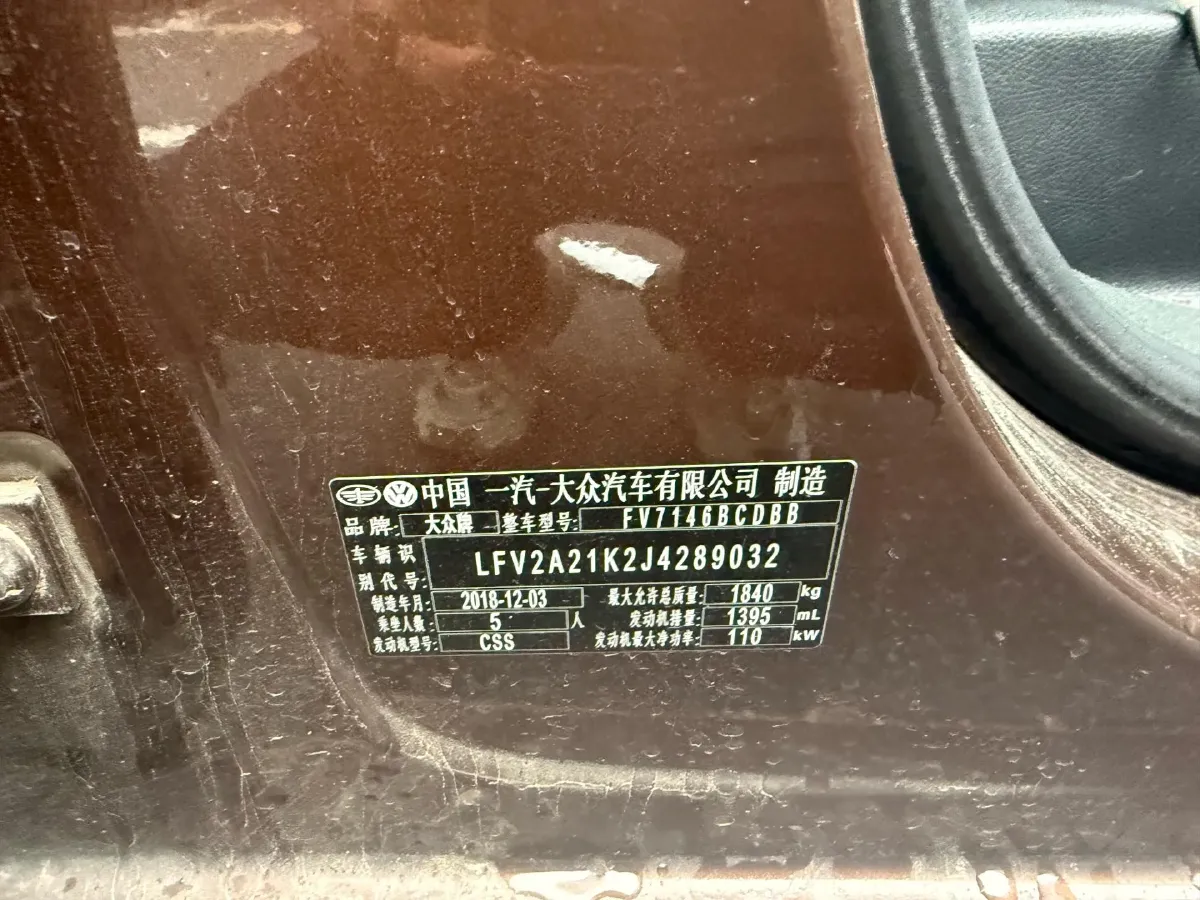 中国 一汽-大众汽车有限公司 制造
品牌: 大众牌 整车型号: FV7146BCDBB
车辆识别代号: LFV2A21K2J4289032
制造年月: 2018-12-03 最大允许总质量: 1840 kg
乘坐人数: 5 人 发动机排量: 1395 mL
发动机型号: CSS 发动机最大净功率: 110 kW